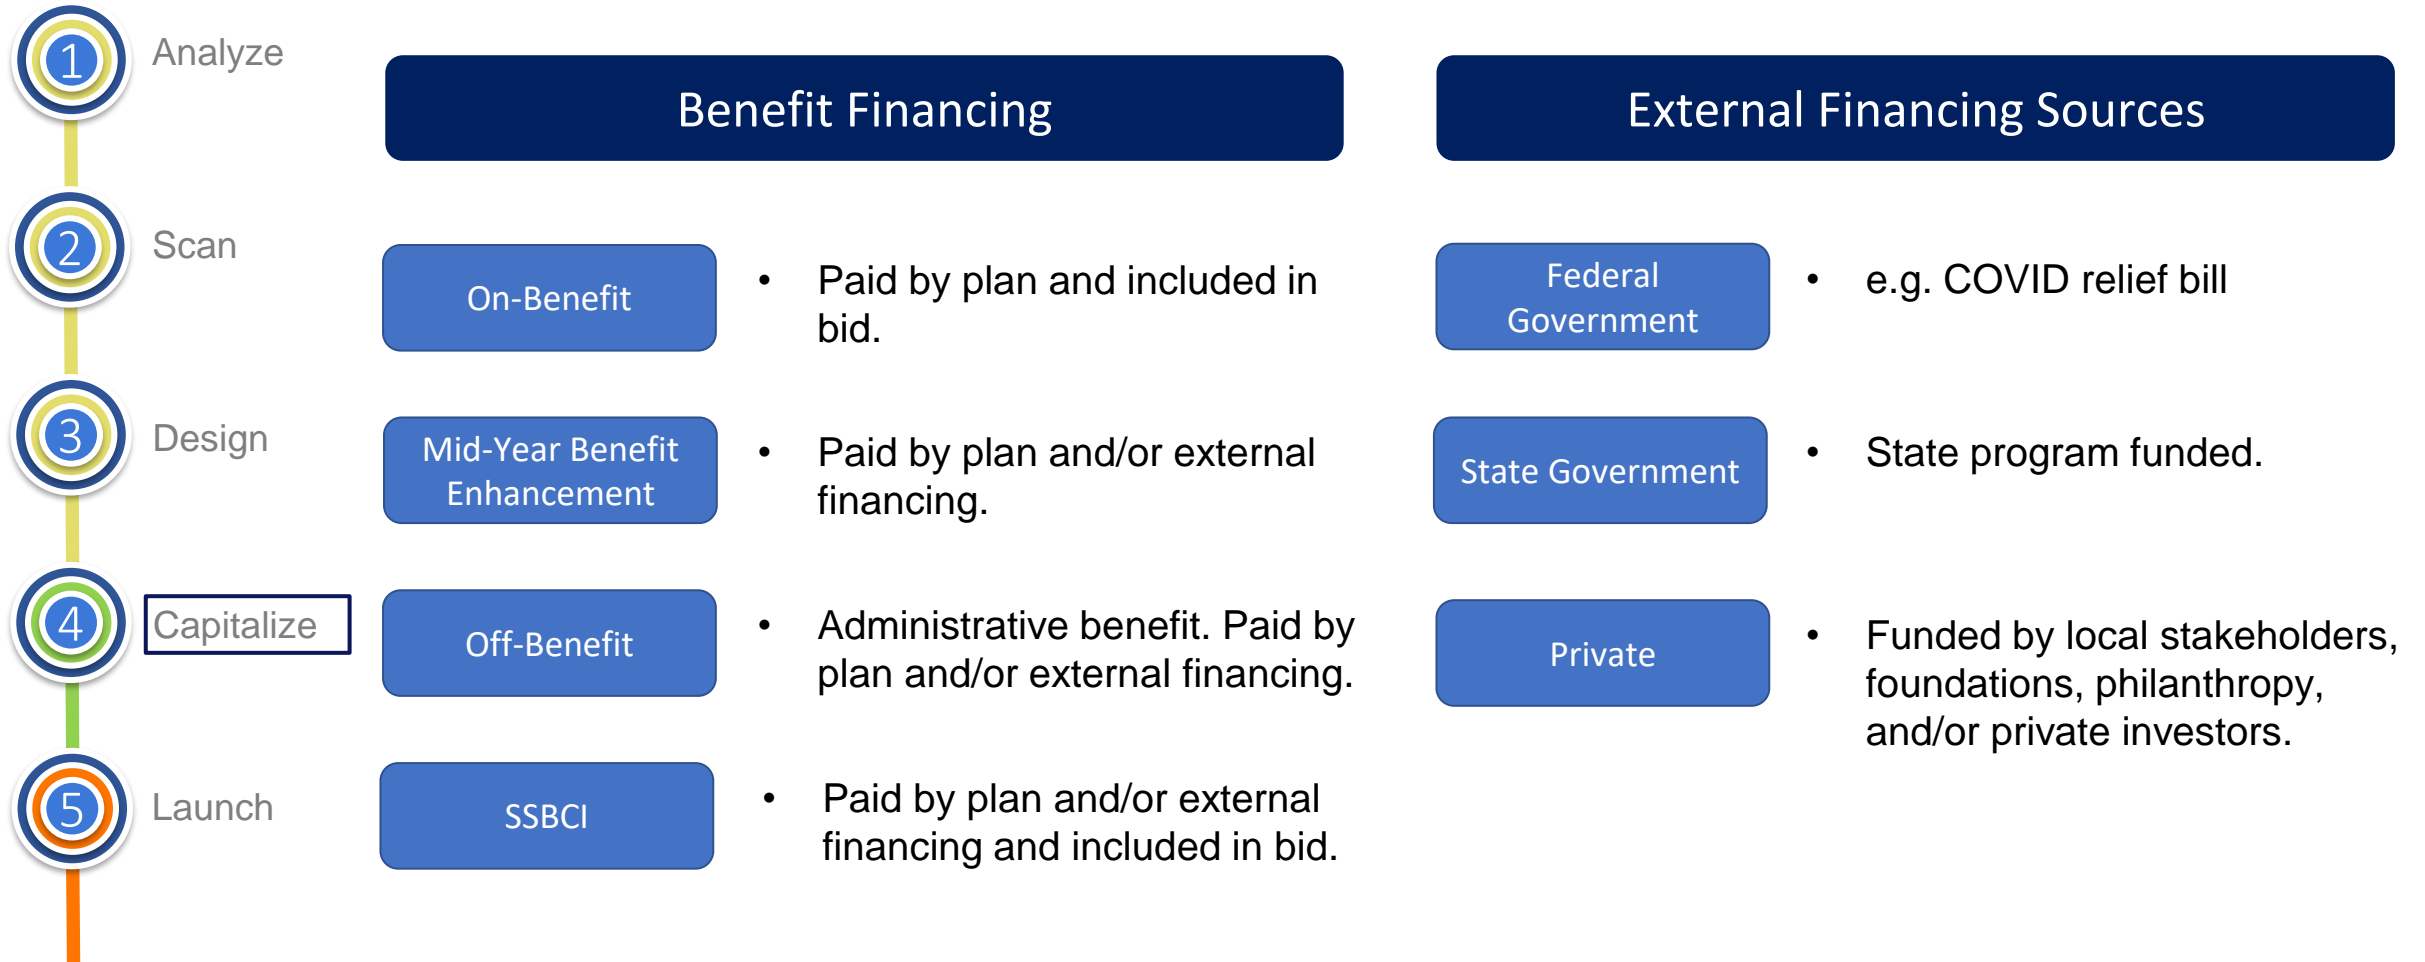 1
Analyze
2
Scan
3
Design
4
Capitalize
5
Launch
Benefit Financing
On-Benefit
• Paid by plan and included in
bid.
Mid-Year Benefit
Enhancement
• Paid by plan and/or external
financing.
Off-Benefit
• Administrative benefit. Paid by
plan and/or external financing.
SSBCI
• Paid by plan and/or external
financing and included in bid.
External Financing Sources
Federal
Government
• e.g. COVID relief bill
State Government
• State program funded.
Private
• Funded by local stakeholders,
foundations, philanthropy,
and/or private investors.